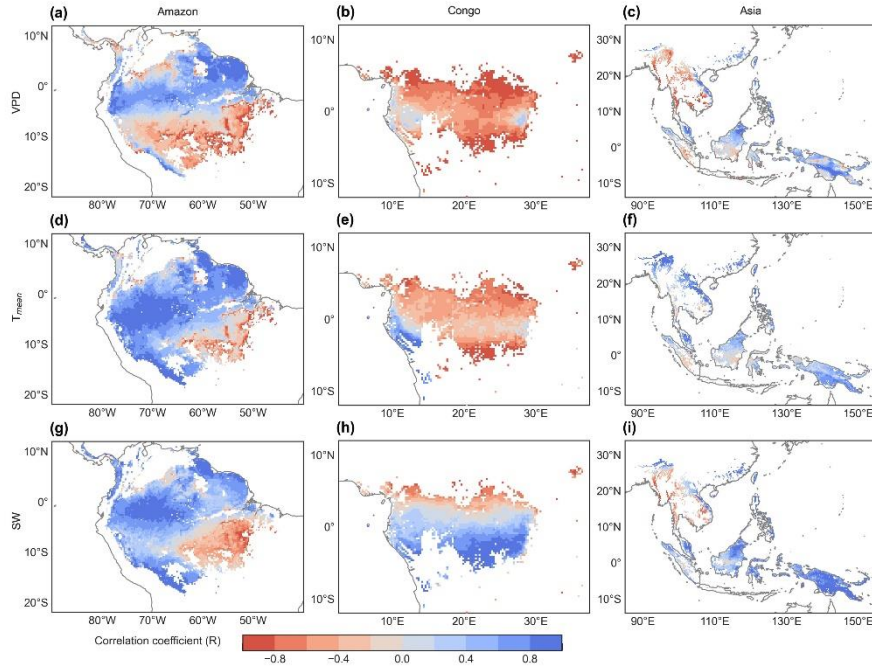 Amazon Congo Asia
(a) (b) (c)
VPD
10°N 10°N 30°N
0° 20°N
10°S 0° 10°N
0°
20°S 10°S 10°S
80°W 70°W 60°W 50°W 10°E 20°E 30°E 90°E 110°E 130°E 150°E
(d) (e) (f)
Tmean
10°N 10°N 30°N
0° 20°N
10°S 0° 10°N
0°
20°S 10°S 10°S
80°W 70°W 60°W 50°W 10°E 20°E 30°E 90°E 110°E 130°E 150°E
(g) (h) (i)
SW
10°N 10°N 30°N
0° 20°N
10°S 0° 10°N
0°
20°S 10°S 10°S
80°W 70°W 60°W 50°W 10°E 20°E 30°E 90°E 110°E 130°E 150°E
Correlation coefficient (R)
−0.8 −0.4 0.0 0.4 0.8